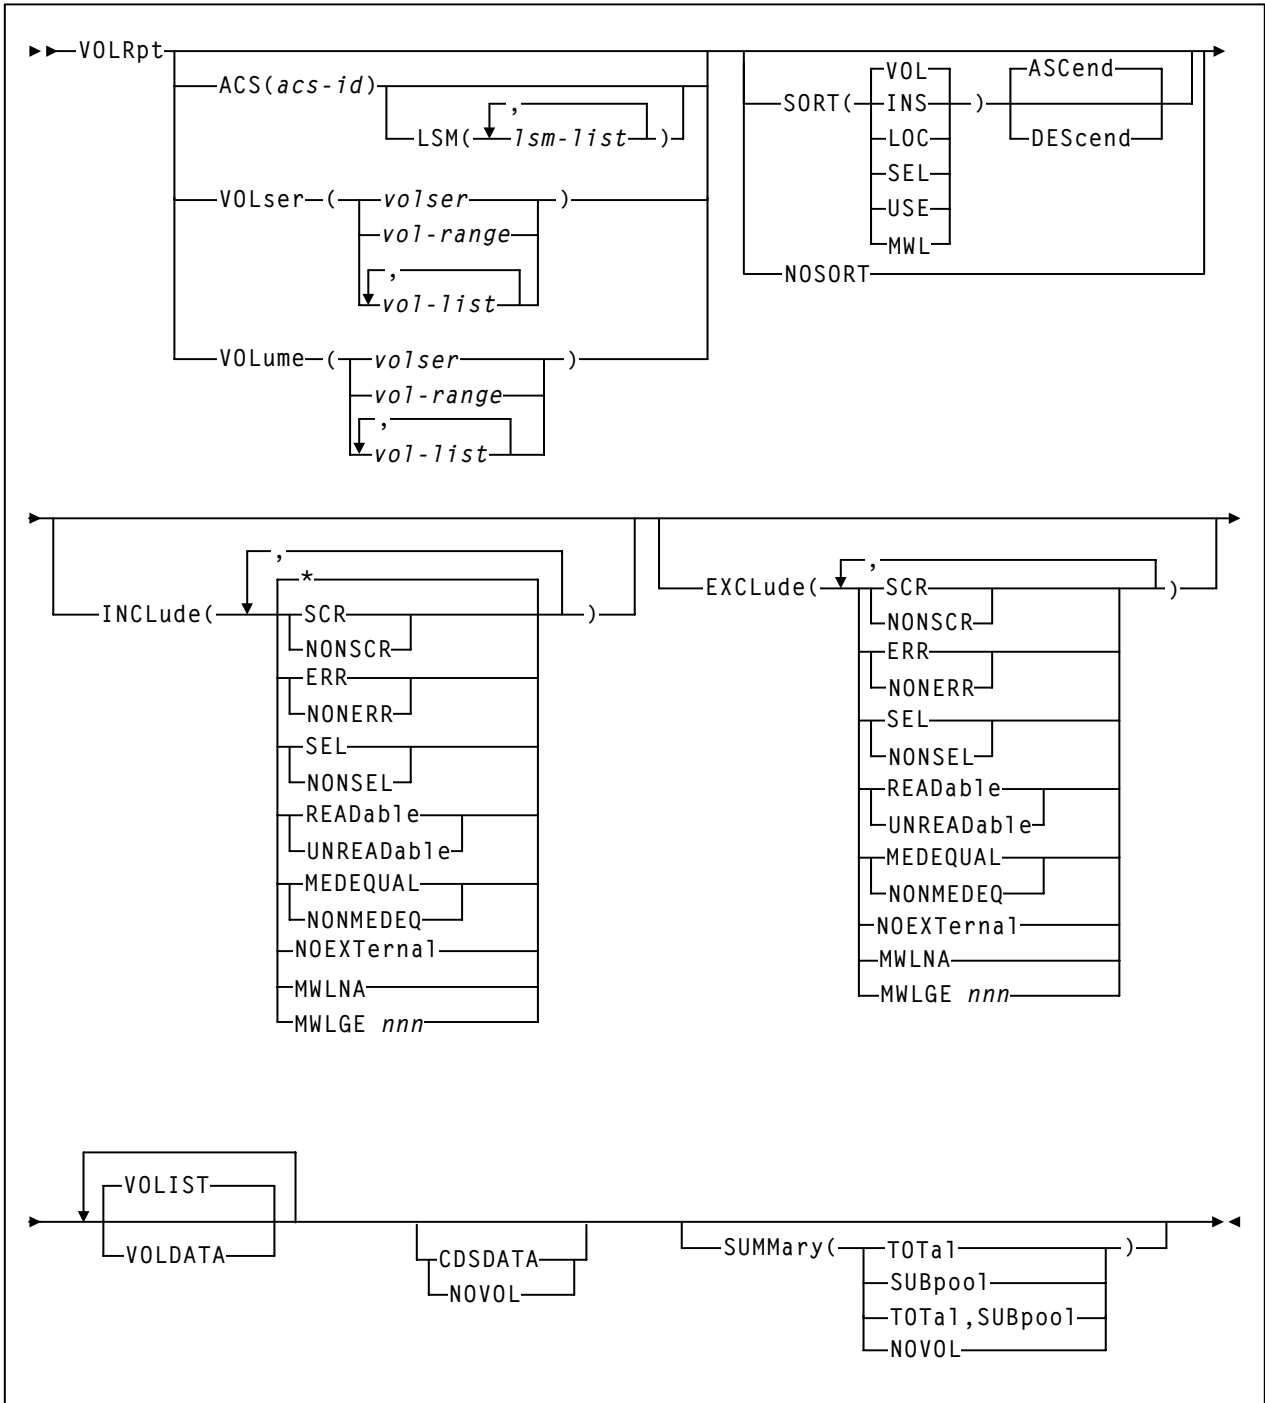 VOLRpt
ACS(acs-id)
LSM( , lsm-list )
VOLser ( volser )
vol-range
,
vol-list
VOLume ( volser )
vol-range
,
vol-list
SORT( VOL )
INS
LOC
SEL
USE
MWL
ASCend
DEScend
NOSORT
INCLude( , )
*
SCR
NONSCR
ERR
NONERR
SEL
NONSEL
READable
UNREADable
MEDEQUAL
NONMEDEQ
NOEXTernal
MWLNA
MWLGE nnn
EXCLude( , )
SCR
NONSCR
ERR
NONERR
SEL
NONSEL
READable
UNREADable
MEDEQUAL
NONMEDEQ
NOEXTernal
MWLNA
MWLGE nnn
VOLIST
VOLDATA
CDSDATA
NOVOL
SUMMary( TOTal )
SUBpool
TOTal,SUBpool
NOVOL